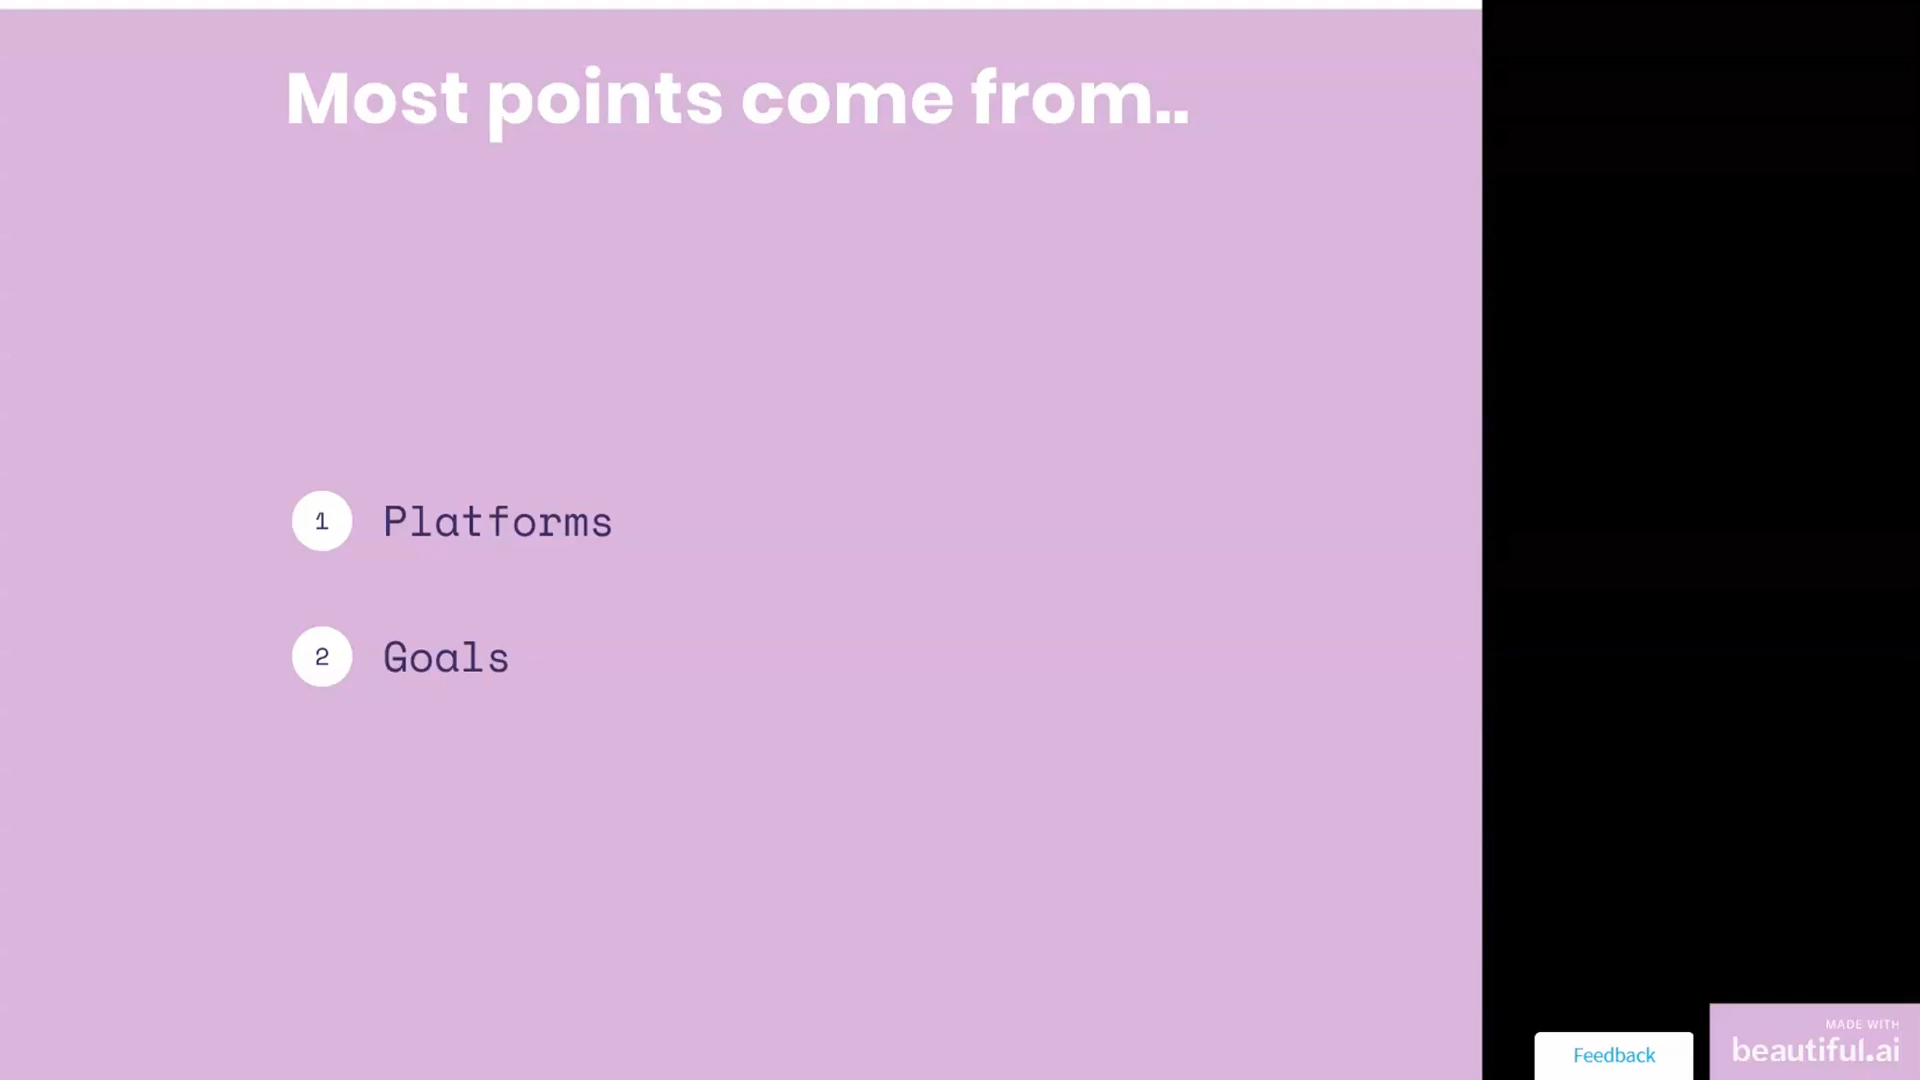 Most points come from..
1 Platforms
2 Goals
Feedback
MADE WITH
beautiful.ai